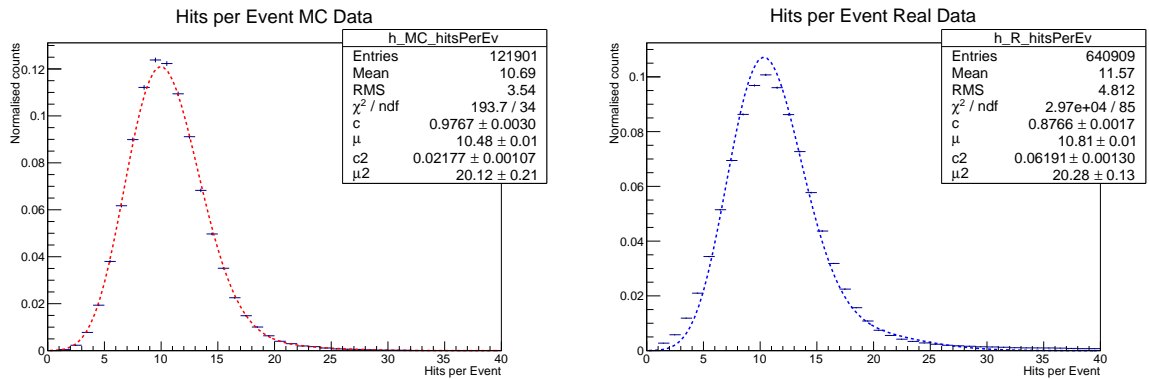 Hits per Event MC Data
h_MC_hitsPerEv
Entries 121901
Mean 10.69
RMS 3.54
χ² / ndf 193.7 / 34
c 0.9767 ± 0.0030
μ 10.48 ± 0.01
c2 0.02177 ± 0.00107
μ2 20.12 ± 0.21
Normalised counts
0.12
0.1
0.08
0.06
0.04
0.02
0
0 5 10 15 20 25 30 35 40
Hits per Event
Hits per Event Real Data
h_R_hitsPerEv
Entries 640909
Mean 11.57
RMS 4.812
χ² / ndf 2.97e+04 / 85
c 0.8766 ± 0.0017
μ 10.81 ± 0.01
c2 0.06191 ± 0.00130
μ2 20.28 ± 0.13
Normalised counts
0.1
0.08
0.06
0.04
0.02
0
0 5 10 15 20 25 30 35 40
Hits per Event